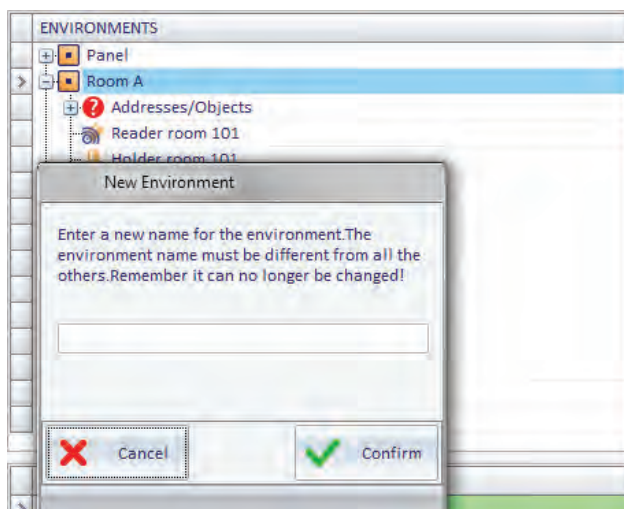 ENVIRONMENTS
Panel
Room A
Addresses/Objects
Reader room 101
Holder room 101
New Environment
Enter a new name for the environment.The
environment name must be different from all the
others.Remember it can no longer be changed!
Cancel
Confirm